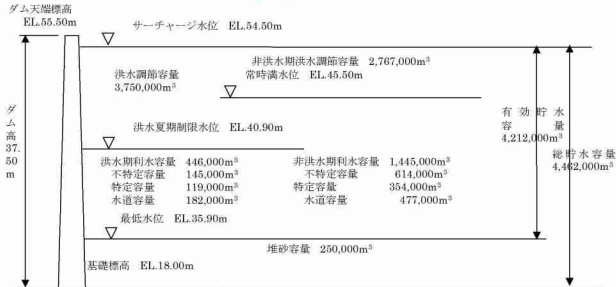 ダム天端標高
EL.55.50m
サーチャージ水位 EL.54.50m
非洪水期洪水調節容量 2,767,000m³
洪水調節容量
3,750,000m³
常時満水位 EL.45.50m
ダム高37.50m
有効貯水容量
4,212,000m³
総貯水容量
4,462,000m³
洪水夏期制限水位 EL.40.90m
洪水期利水容量 446,000m³
不特定容量 145,000m³
特定容量 119,000m³
水道容量 182,000m³
非洪水期利水容量 1,445,000m³
不特定容量 614,000m³
特定容量 354,000m³
水道容量 477,000m³
最低水位 EL.35.90m
堆砂容量 250,000m³
基礎標高 EL.18.00m